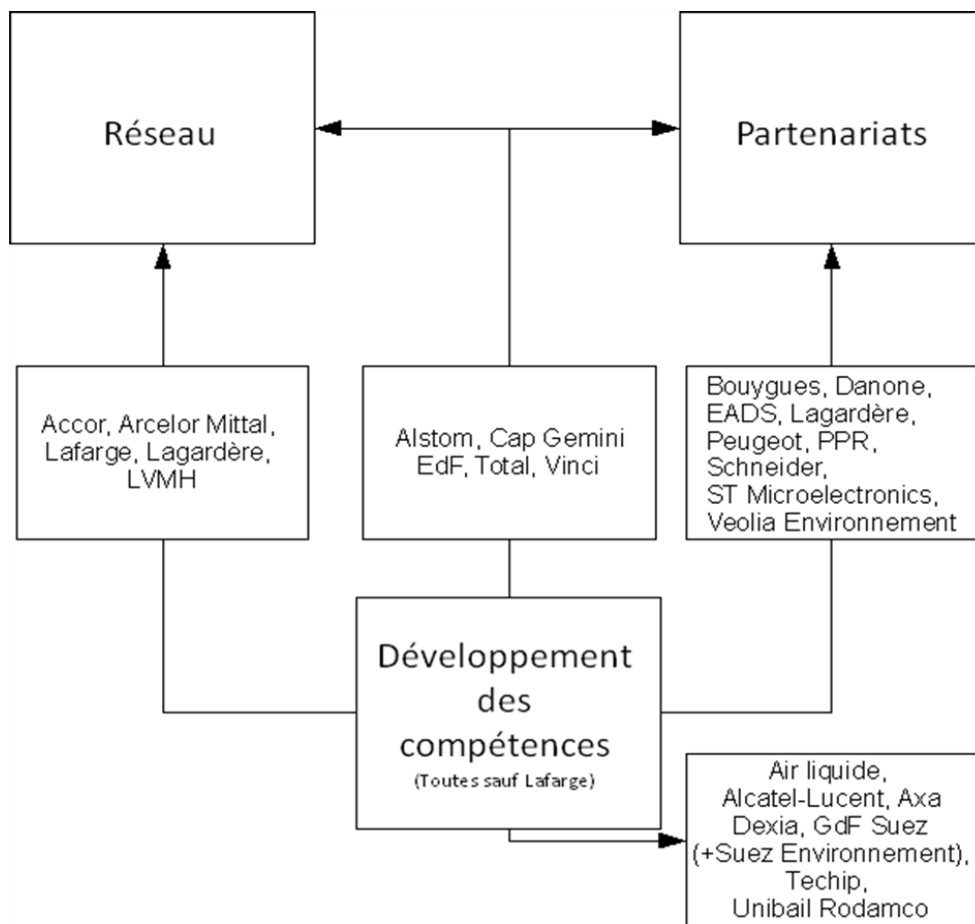 Réseau
Partenariats
Accor, Arcelor Mittal,
Lafarge, Lagardère,
LVMH
Alstom, Cap Gemini
EdF, Total, Vinci
Bouygues, Danone,
EADS, Lagardère,
Peugeot, PPR,
Schneider,
ST Microelectronics,
Veolia Environnement
Développement
des
compétences
(Toutes sauf Lafarge)
Air liquide,
Alcatel-Lucent, Axa
Dexia, GdF Suez
(+Suez Environnement),
Technip,
Unibail Rodamco